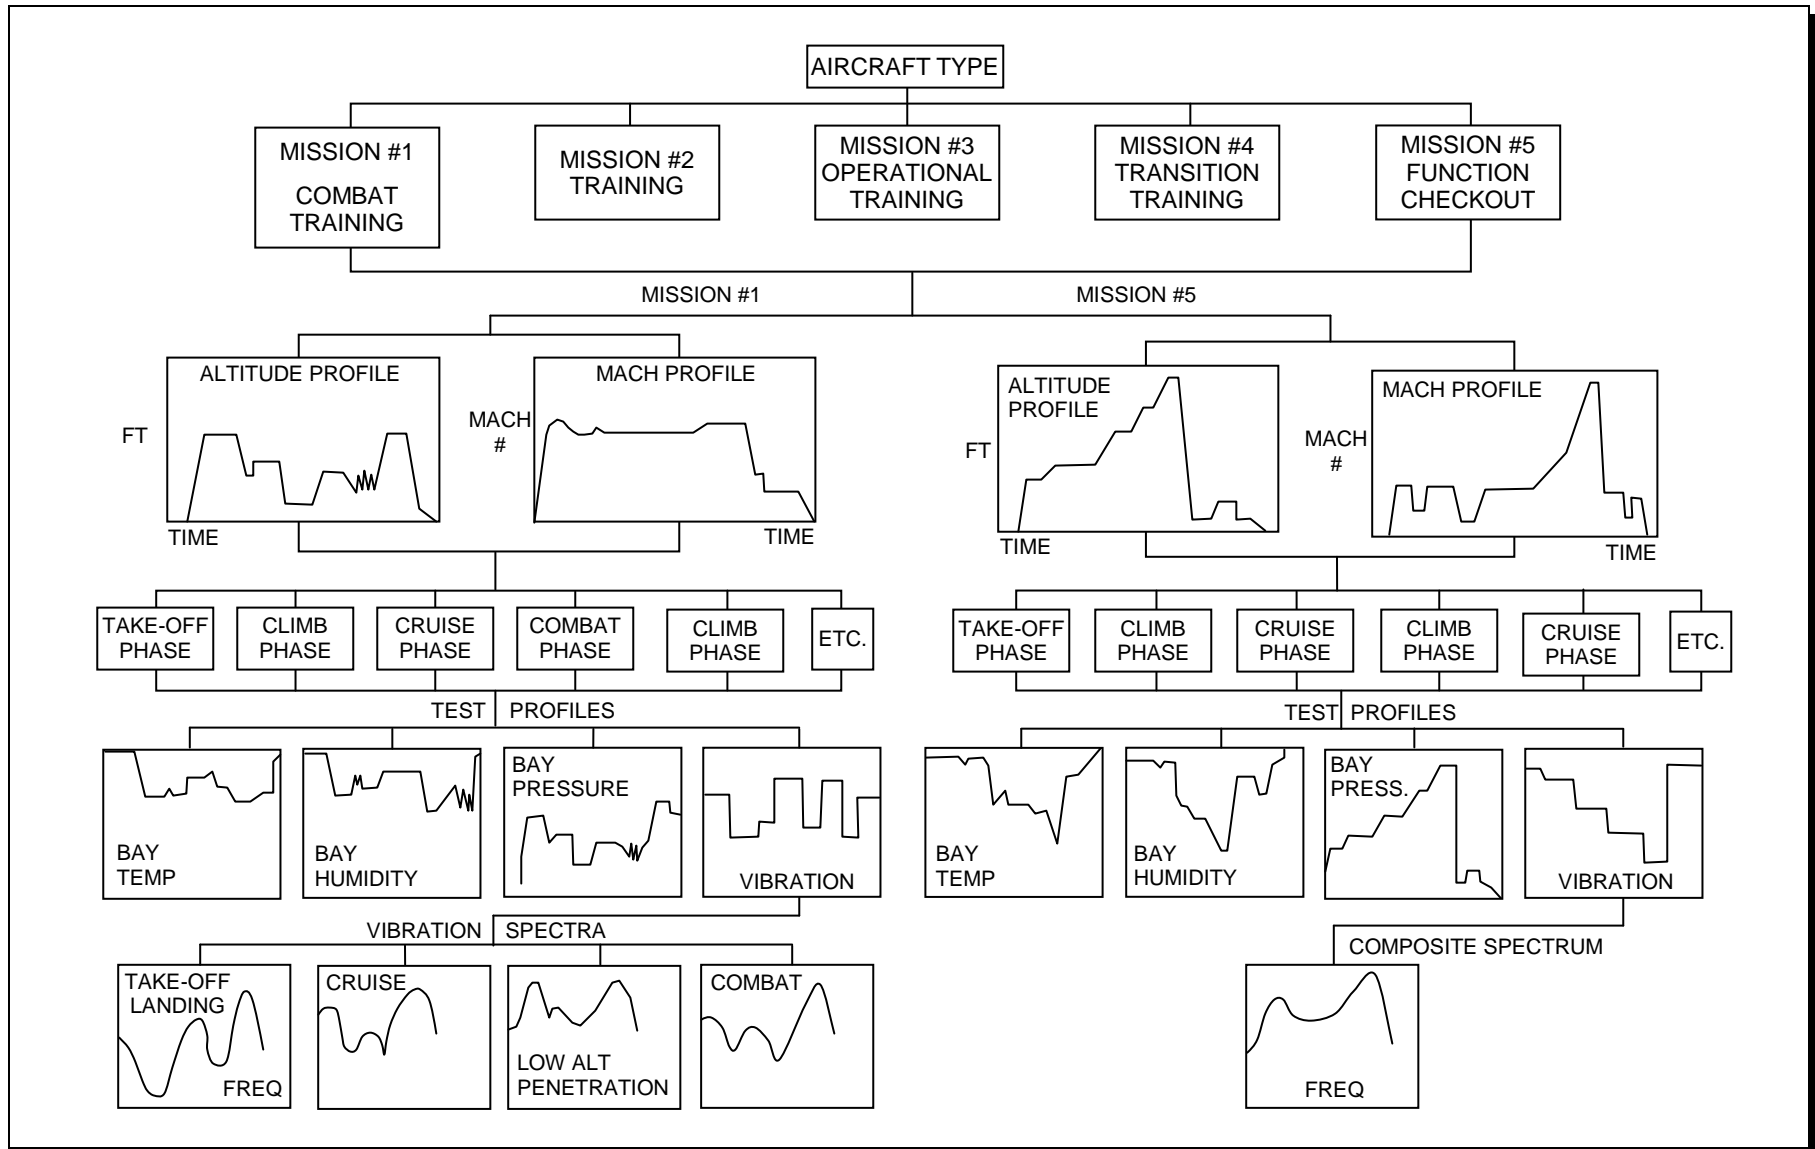 AIRCRAFT TYPE
MISSION #1
COMBAT
TRAINING
MISSION #2
TRAINING
MISSION #3
OPERATIONAL
TRAINING
MISSION #4
TRANSITION
TRAINING
MISSION #5
FUNCTION
CHECKOUT
MISSION #1
MISSION #5
ALTITUDE PROFILE
FT
TIME
MACH PROFILE
MACH
#
TIME
ALTITUDE
PROFILE
FT
TIME
MACH PROFILE
MACH
#
TIME
TAKE-OFF
PHASE
CLIMB
PHASE
CRUISE
PHASE
COMBAT
PHASE
CLIMB
PHASE
ETC.
TAKE-OFF
PHASE
CLIMB
PHASE
CRUISE
PHASE
CLIMB
PHASE
CRUISE
PHASE
ETC.
TEST PROFILES
TEST PROFILES
BAY
TEMP
BAY
HUMIDITY
BAY
PRESSURE
VIBRATION
BAY
TEMP
BAY
HUMIDITY
BAY
PRESS.
VIBRATION
VIBRATION SPECTRA
COMPOSITE SPECTRUM
TAKE-OFF
LANDING
FREQ
CRUISE
LOW ALT
PENETRATION
COMBAT
FREQ